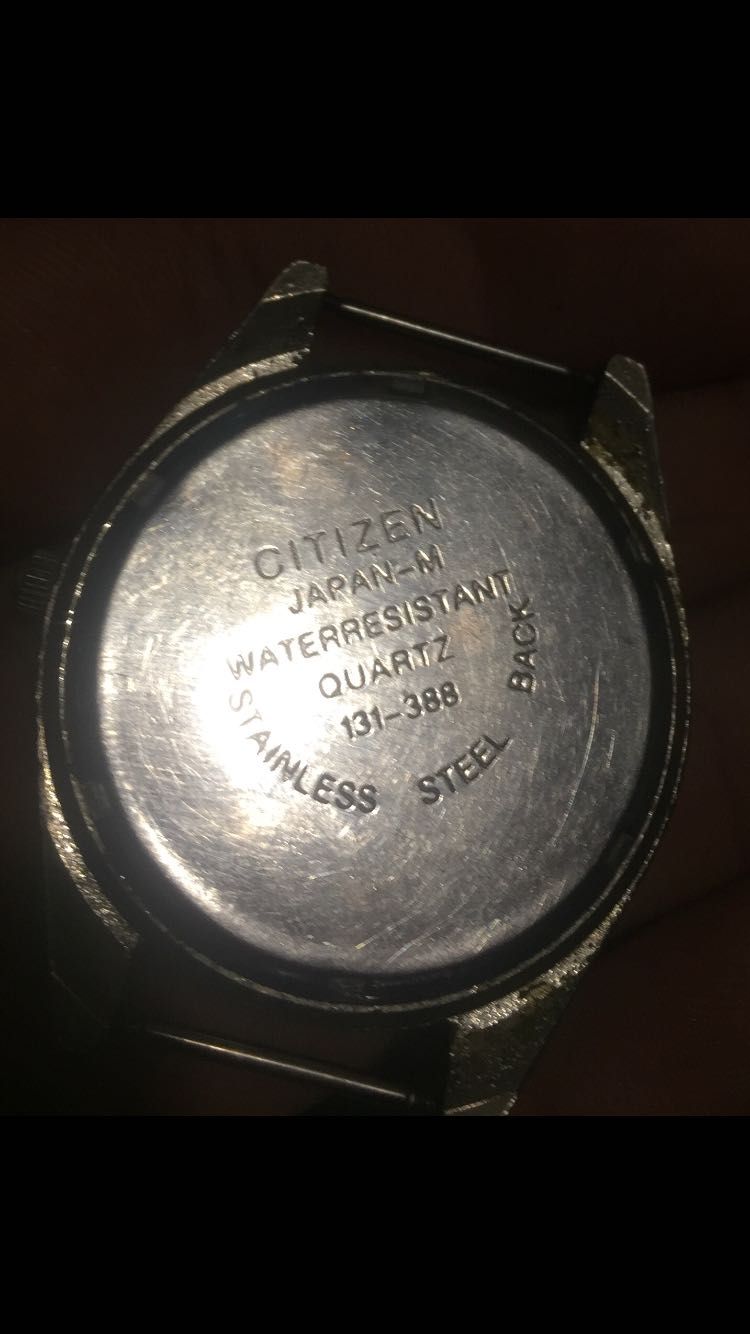 CITIZEN
JAPAN-M
WATERRESISTANT
QUARTZ
131-388
STAINLESS STEEL BACK